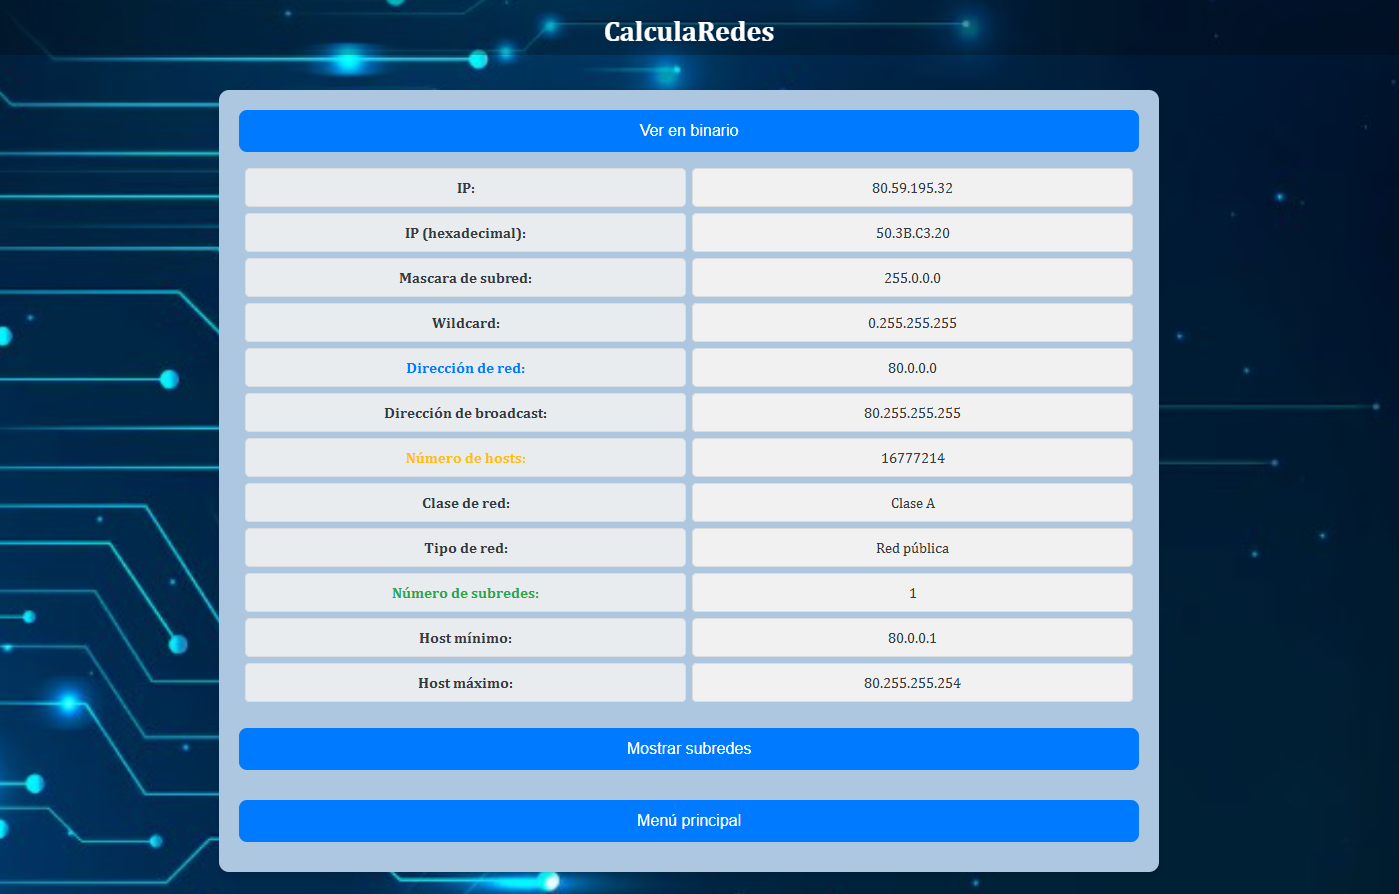 CalculaRedes
Ver en binario
IP: 80.59.195.32
IP (hexadecimal): 50.3B.C3.20
Mascara de subred: 255.0.0.0
Wildcard: 0.255.255.255
Dirección de red: 80.0.0.0
Dirección de broadcast: 80.255.255.255
Número de hosts: 16777214
Clase de red: Clase A
Tipo de red: Red pública
Número de subredes: 1
Host mínimo: 80.0.0.1
Host máximo: 80.255.255.254
Mostrar subredes
Menú principal